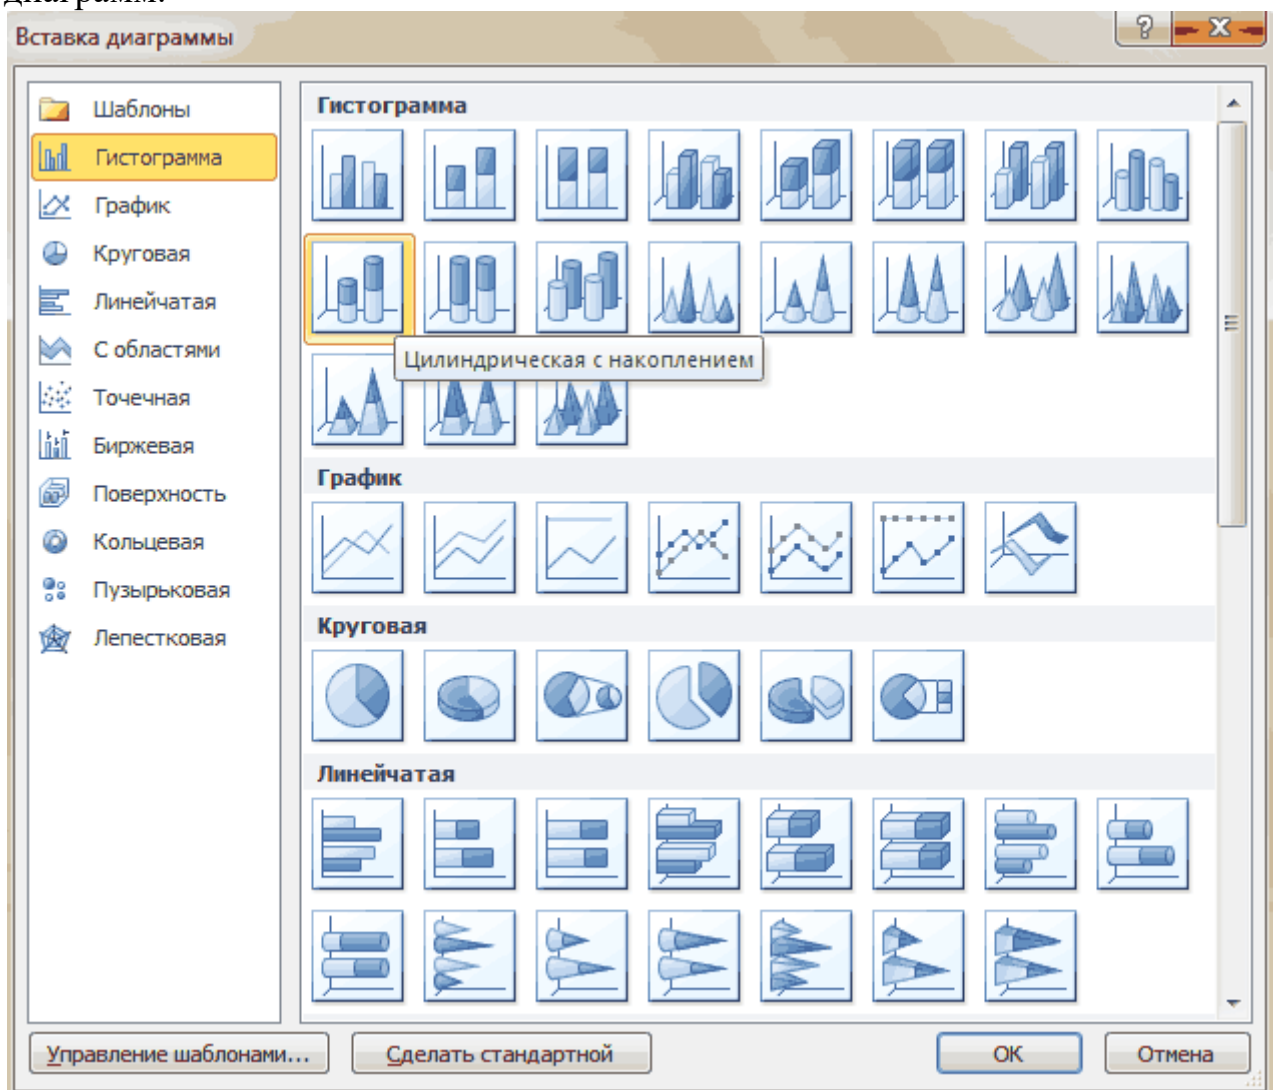 диаграмм.
Вставка диаграммы
Шаблоны
Гистограмма
График
Круговая
Линейчатая
С областями
Точечная
Биржевая
Поверхность
Кольцевая
Пузырьковая
Лепестковая
Гистограмма
Цилиндрическая с накоплением
График
Круговая
Линейчатая
Управление шаблонами...
Сделать стандартной
ОК
Отмена